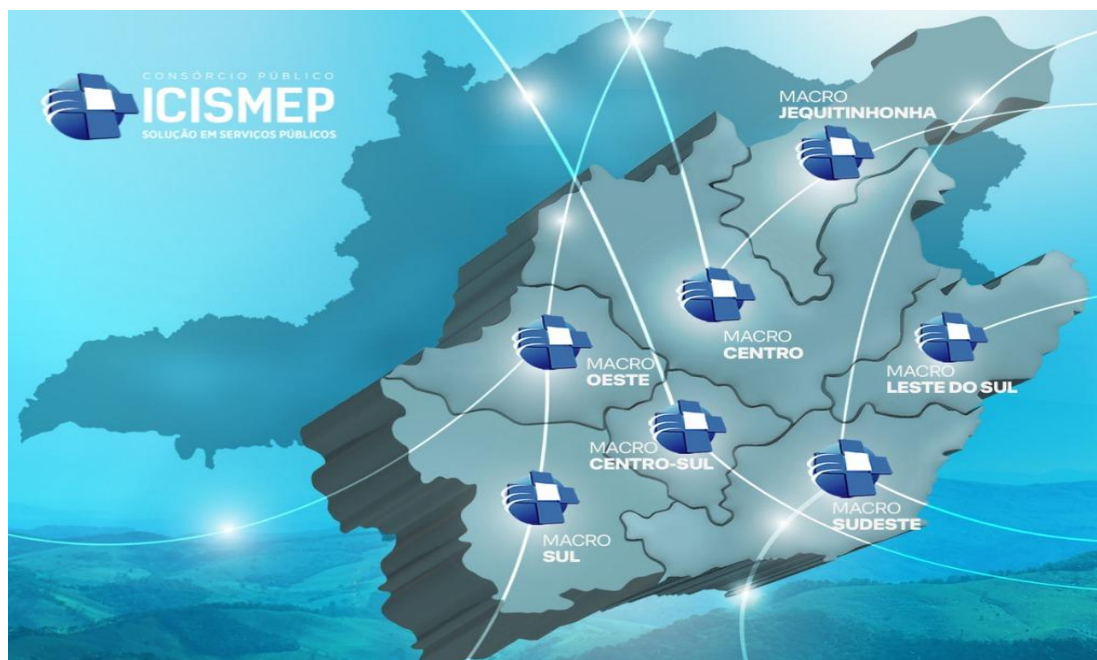 CONSÓRCIO PÚBLICO
ICISMEP
SOLUÇÃO EM SERVIÇOS PÚBLICOS
MACRO
JEQUITINHONHA
MACRO
CENTRO
MACRO
OESTE
MACRO
LESTE DO SUL
MACRO
CENTRO-SUL
MACRO
SUDESTE
MACRO
SUL